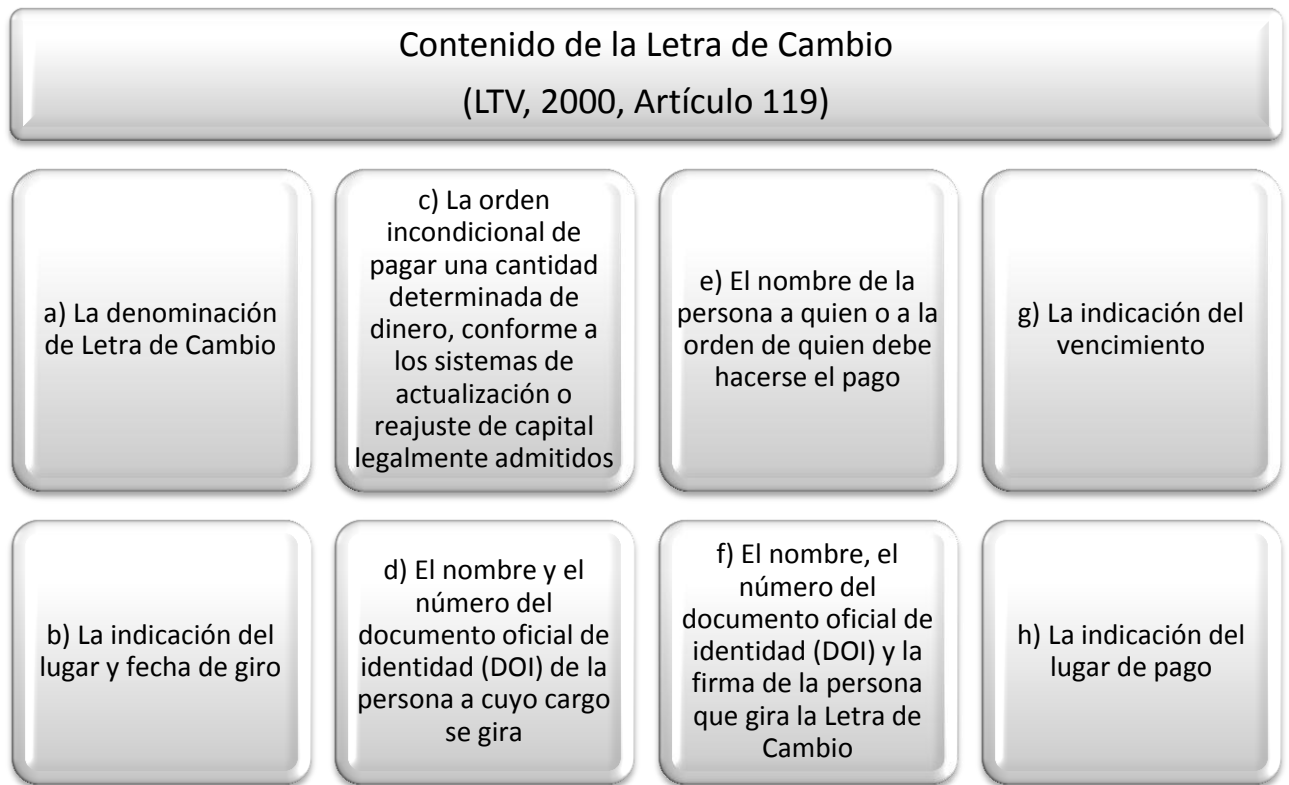 Contenido de la Letra de Cambio
(LTV, 2000, Artículo 119)
a) La denominación
de Letra de Cambio
b) La indicación del
lugar y fecha de giro
c) La orden
incondicional de
pagar una cantidad
determinada de
dinero, conforme a
los sistemas de
actualización o
reajuste de capital
legalmente admitidos
d) El nombre y el
número del
documento oficial de
identidad (DOI) de la
persona a cuyo cargo
se gira
e) El nombre de la
persona a quien o a la
orden de quien debe
hacerse el pago
f) El nombre, el
número del
documento oficial de
identidad (DOI) y la
firma de la persona
que gira la Letra de
Cambio
g) La indicación del
vencimiento
h) La indicación del
lugar de pago